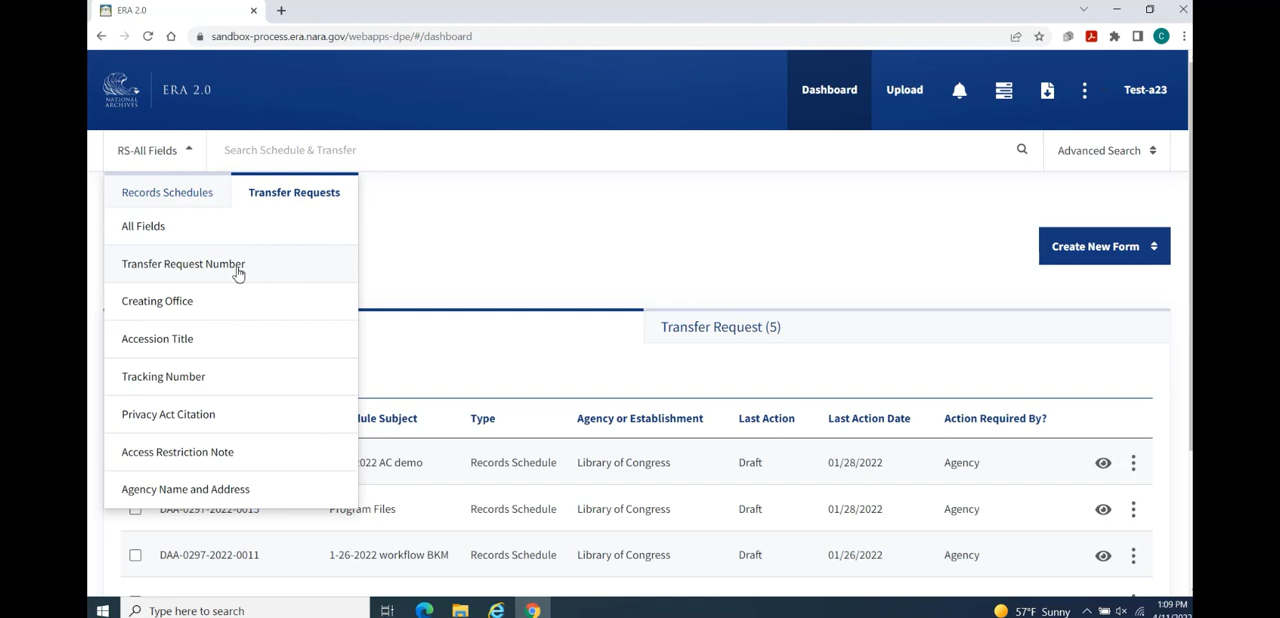 ERA 2.0
sandbox-process.era.nara.gov/webapps-dpe/#/dashboard
C
NATIONAL
ARCHIVES
ERA 2.0
Dashboard
Upload
Test-a23
RS-All Fields
Search Schedule & Transfer
Advanced Search
Records Schedules
Transfer Requests
All Fields
Transfer Request Number
Creating Office
Accession Title
Tracking Number
Privacy Act Citation
Access Restriction Note
Agency Name and Address
Create New Form
Transfer Request (5)
dule Subject Type Agency or Establishment Last Action Last Action Date Action Required By?
2022 AC demo Records Schedule Library of Congress Draft 01/28/2022 Agency
Program Files Records Schedule Library of Congress Draft 01/28/2022 Agency
DAA-0297-2022-0011 1-26-2022 workflow BKM Records Schedule Library of Congress Draft 01/26/2022 Agency
Type here to search
57°F Sunny
1:09 PM